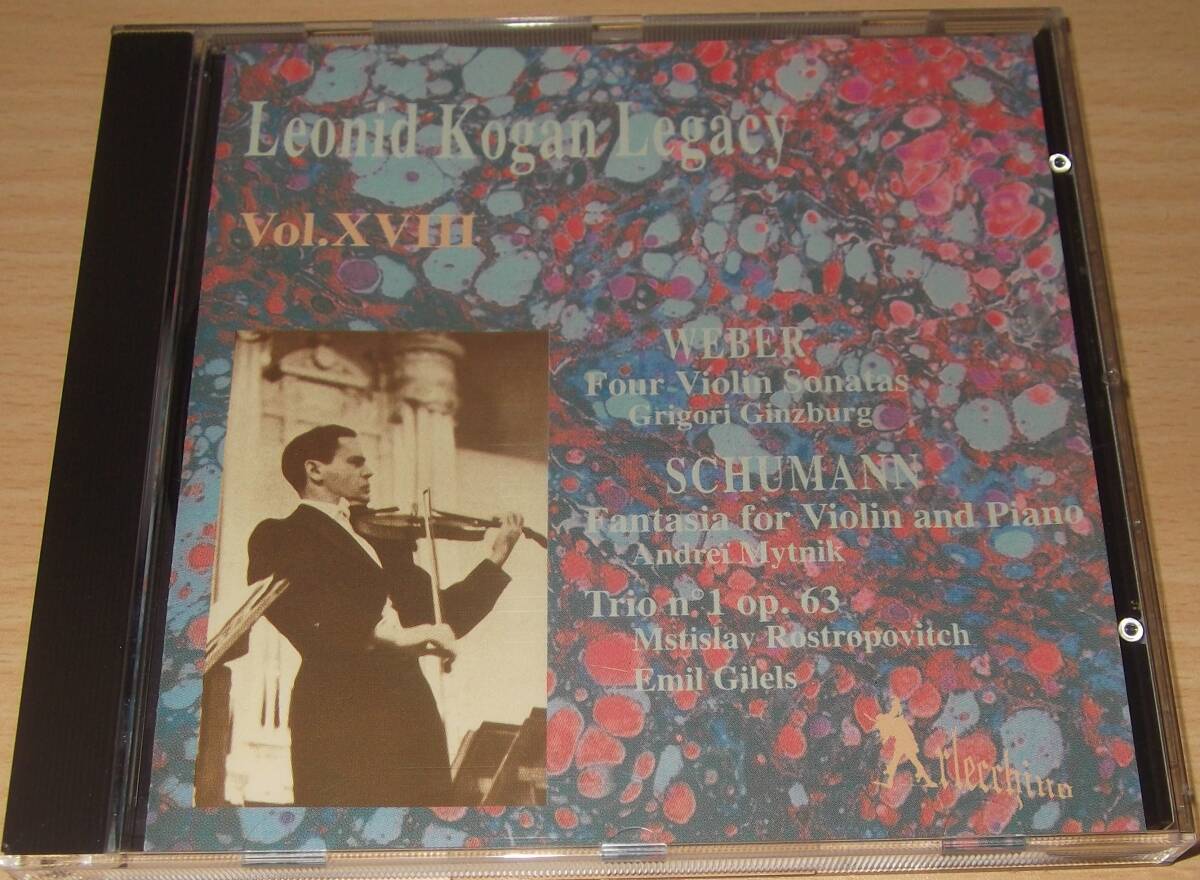 Leonid Kogan Legacy
Vol.XVIII
WEBER
Four Violin Sonatas
Grigori Ginzburg
SCHUMANN
Fantasia for Violin and Piano
Andreï Mytnik
Trio n°1 op. 63
Mstislav Rostropovitch
Emil Gilels
Arlecchino